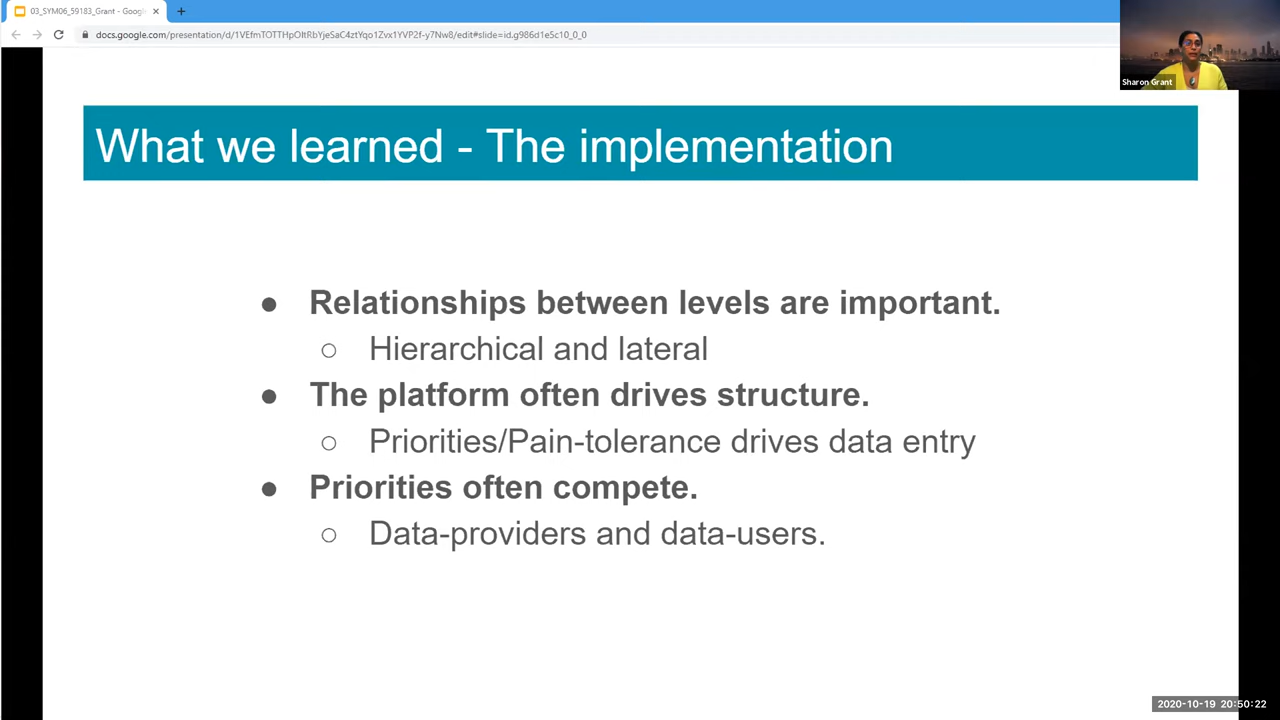 03_SYM06_59183_Grant - Googl
docs.google.com/presentation/d/1VEfmTOTTHpOltRbYjeSaC4ztYqo1Zvx1YVP2f-y7Nw8/edit#slide=id.g986d1e5c10_0_0
Sharon Grant
What we learned - The implementation
● Relationships between levels are important.
○ Hierarchical and lateral
● The platform often drives structure.
○ Priorities/Pain-tolerance drives data entry
● Priorities often compete.
○ Data-providers and data-users.
2020-10-19 20:50:22